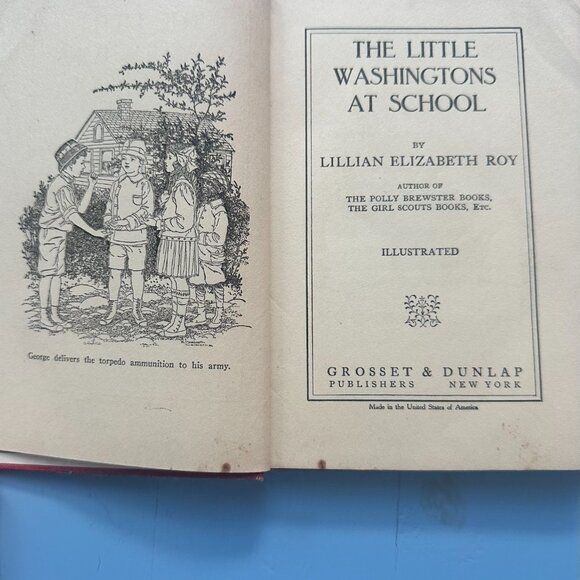 George delivers the torpedo ammunition to his army.
THE LITTLE
WASHINGTONS
AT SCHOOL
BY
LILLIAN ELIZABETH ROY
AUTHOR OF
THE POLLY BREWSTER BOOKS,
THE GIRL SCOUTS BOOKS, ETC.
ILLUSTRATED
GROSSET & DUNLAP
PUBLISHERS NEW YORK
Made in the United States of America